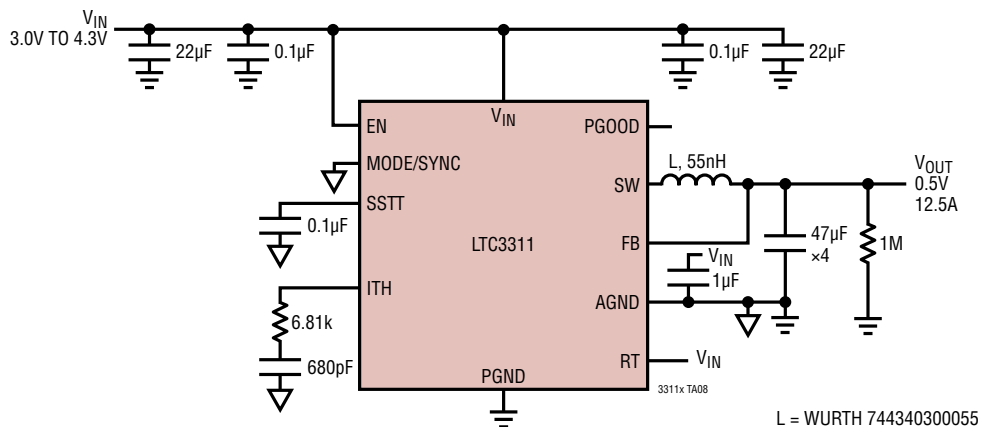 VIN
3.0V TO 4.3V
22µF
0.1µF
0.1µF
22µF
VIN
EN
PGOOD
MODE/SYNC
L, 55nH
VOUT
0.5V
12.5A
SW
SSTT
0.1µF
LTC3311
FB
47µF
×4
1M
VIN
1µF
ITH
AGND
6.81k
680pF
RT
VIN
PGND
3311x TA08
L = WURTH 744340300055